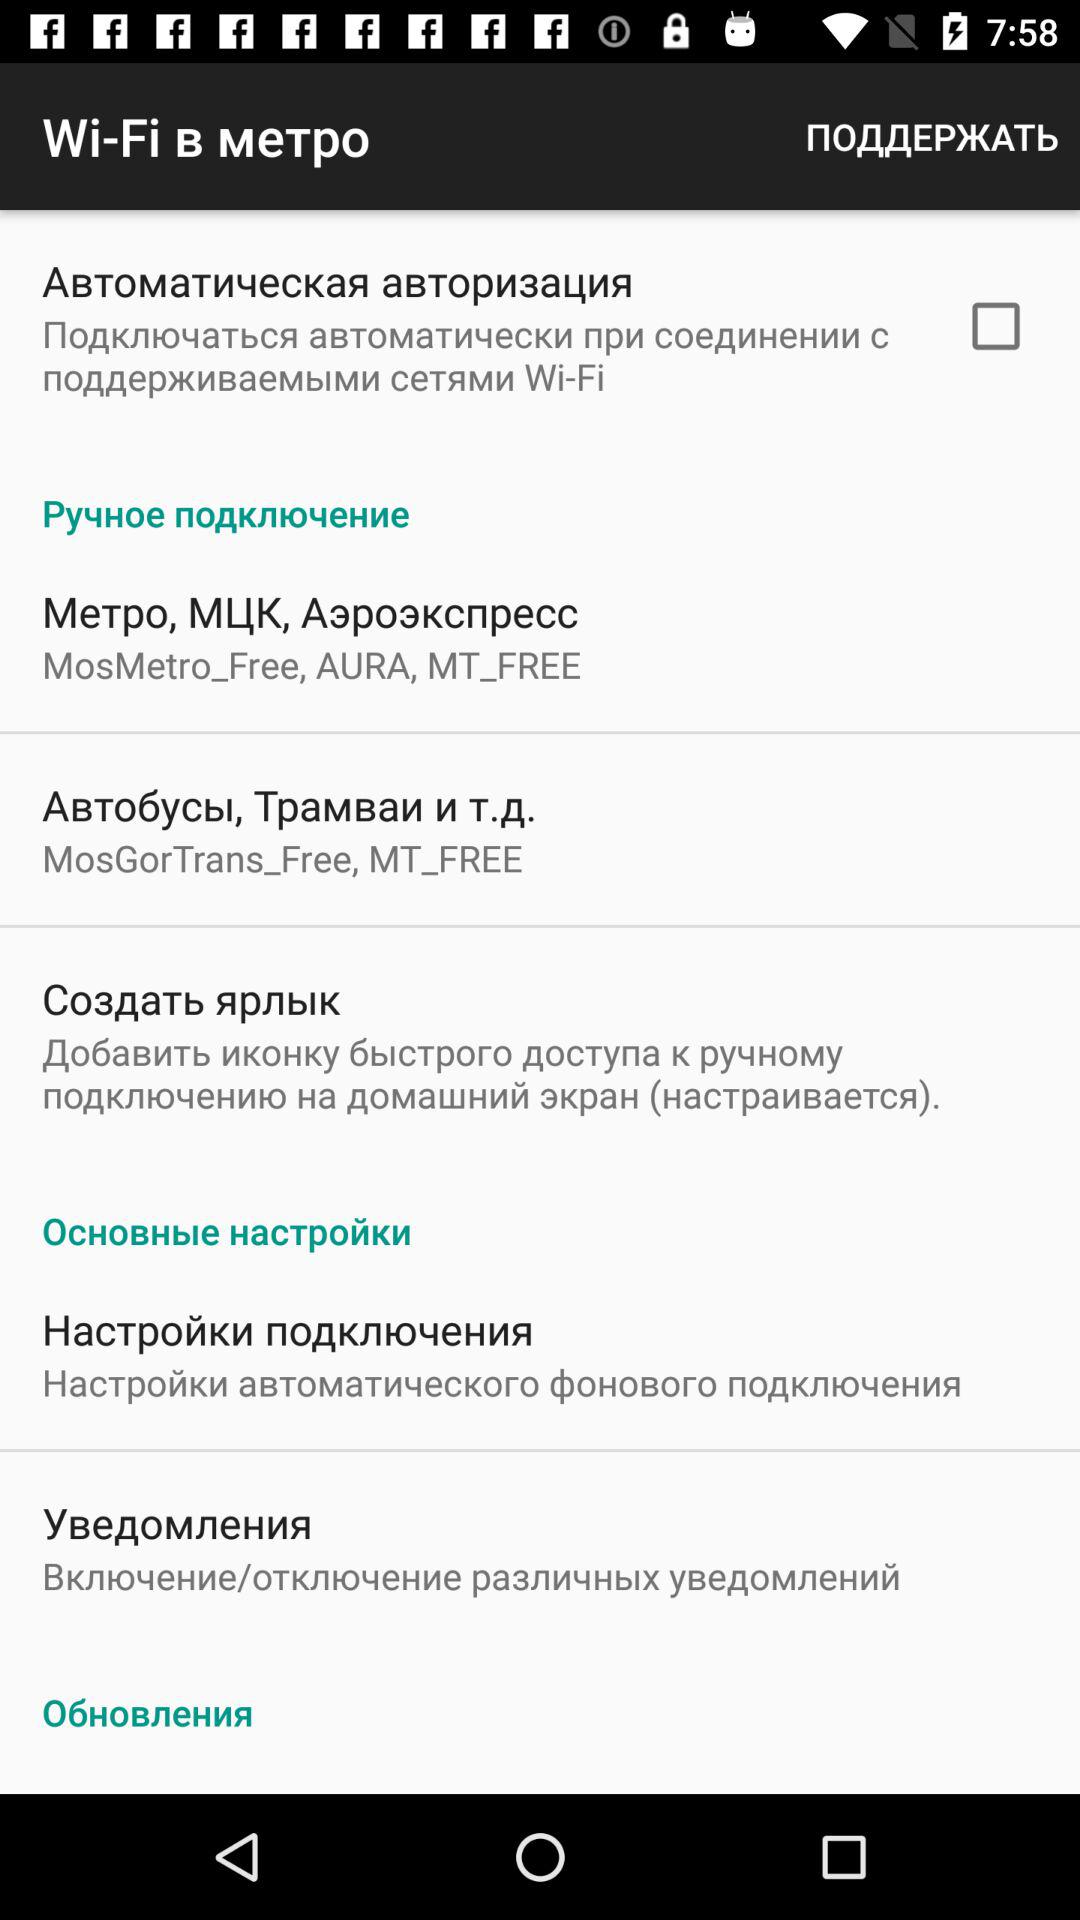 7:58
Wi-Fi в метро
ПОДДЕРЖАТЬ
Автоматическая авторизация
Подключаться автоматически при соединении с
поддерживаемыми сетями Wi-Fi
Ручное подключение
Метро, МЦК, Аэроэкспресс
MosMetro_Free, AURA, MT_FREE
Автобусы, Трамваи и т.д.
MosGorTrans_Free, MT_FREE
Создать ярлык
Добавить иконку быстрого доступа к ручному
подключению на домашний экран (настраивается).
Основные настройки
Настройки подключения
Настройки автоматического фонового подключения
Уведомления
Включение/отключение различных уведомлений
Обновления